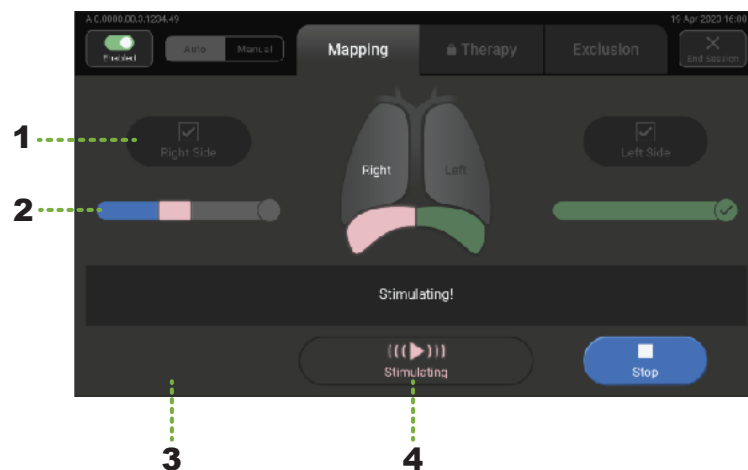 A C.0000.00.0.1234.49
19 Apr 2020 16:00
Enabled
Auto Manual
Mapping
Therapy
Exclusion
End Session
1
Right Side
Left Side
Right
Left
2
Stimulating!
Stimulating
Stop
3
4